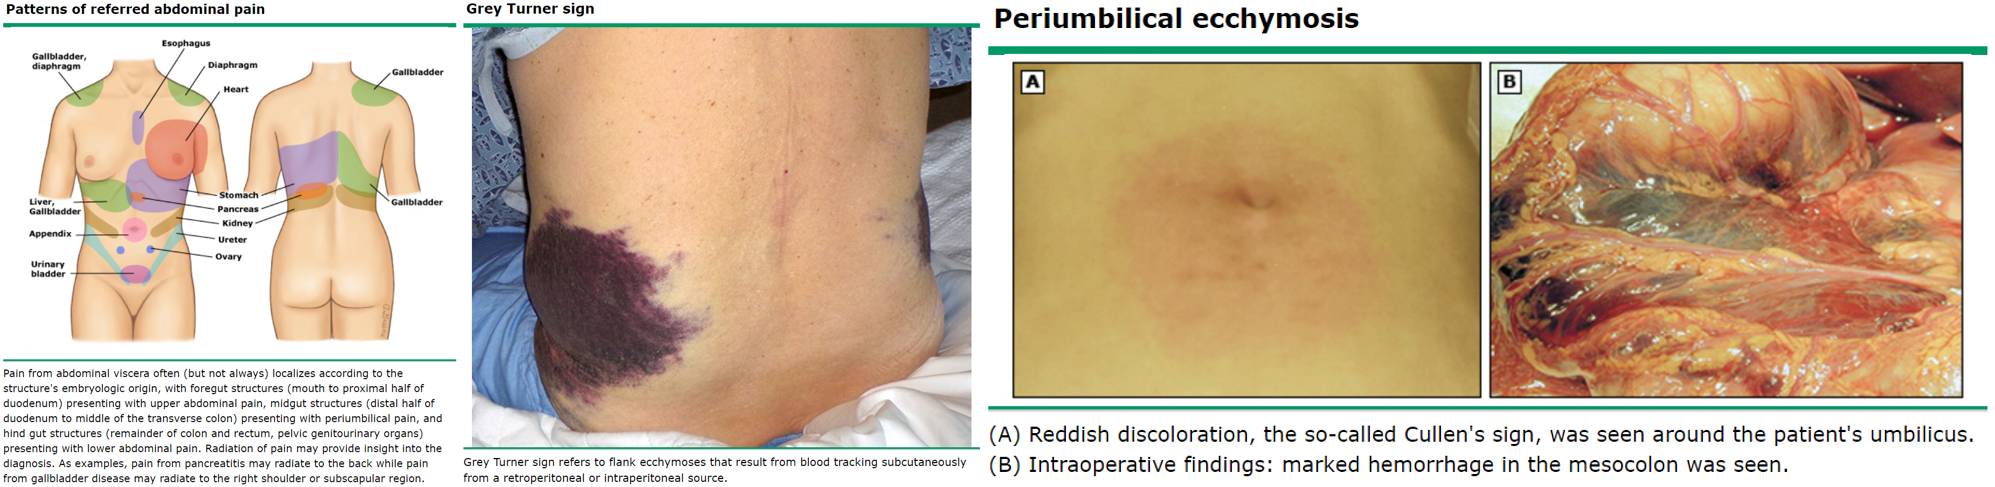 Patterns of referred abdominal pain
Esophagus
Gallbladder,
diaphragm
Diaphragm
Gallbladder
Heart
Stomach
Liver,
Gallbladder
Pancreas
Gallbladder
Kidney
Appendix
Ureter
Ovary
Urinary
bladder
Pain from abdominal viscera often (but not always) localizes according to the
structure's embryologic origin, with foregut structures (mouth to proximal half of
duodenum) presenting with upper abdominal pain, midgut structures (distal half of
duodenum to middle of the transverse colon) presenting with periumbilical pain, and
hind gut structures (remainder of colon and rectum, pelvic genitourinary organs)
presenting with lower abdominal pain. Radiation of pain may provide insight into the
diagnosis. As examples, pain from pancreatitis may radiate to the back while pain
from gallbladder disease may radiate to the right shoulder or subscapular region.
Grey Turner sign
Grey Turner sign refers to flank ecchymoses that result from blood tracking subcutaneously
from a retroperitoneal or intraperitoneal source.
Periumbilical ecchymosis
A
B
(A) Reddish discoloration, the so-called Cullen's sign, was seen around the patient's umbilicus.
(B) Intraoperative findings: marked hemorrhage in the mesocolon was seen.